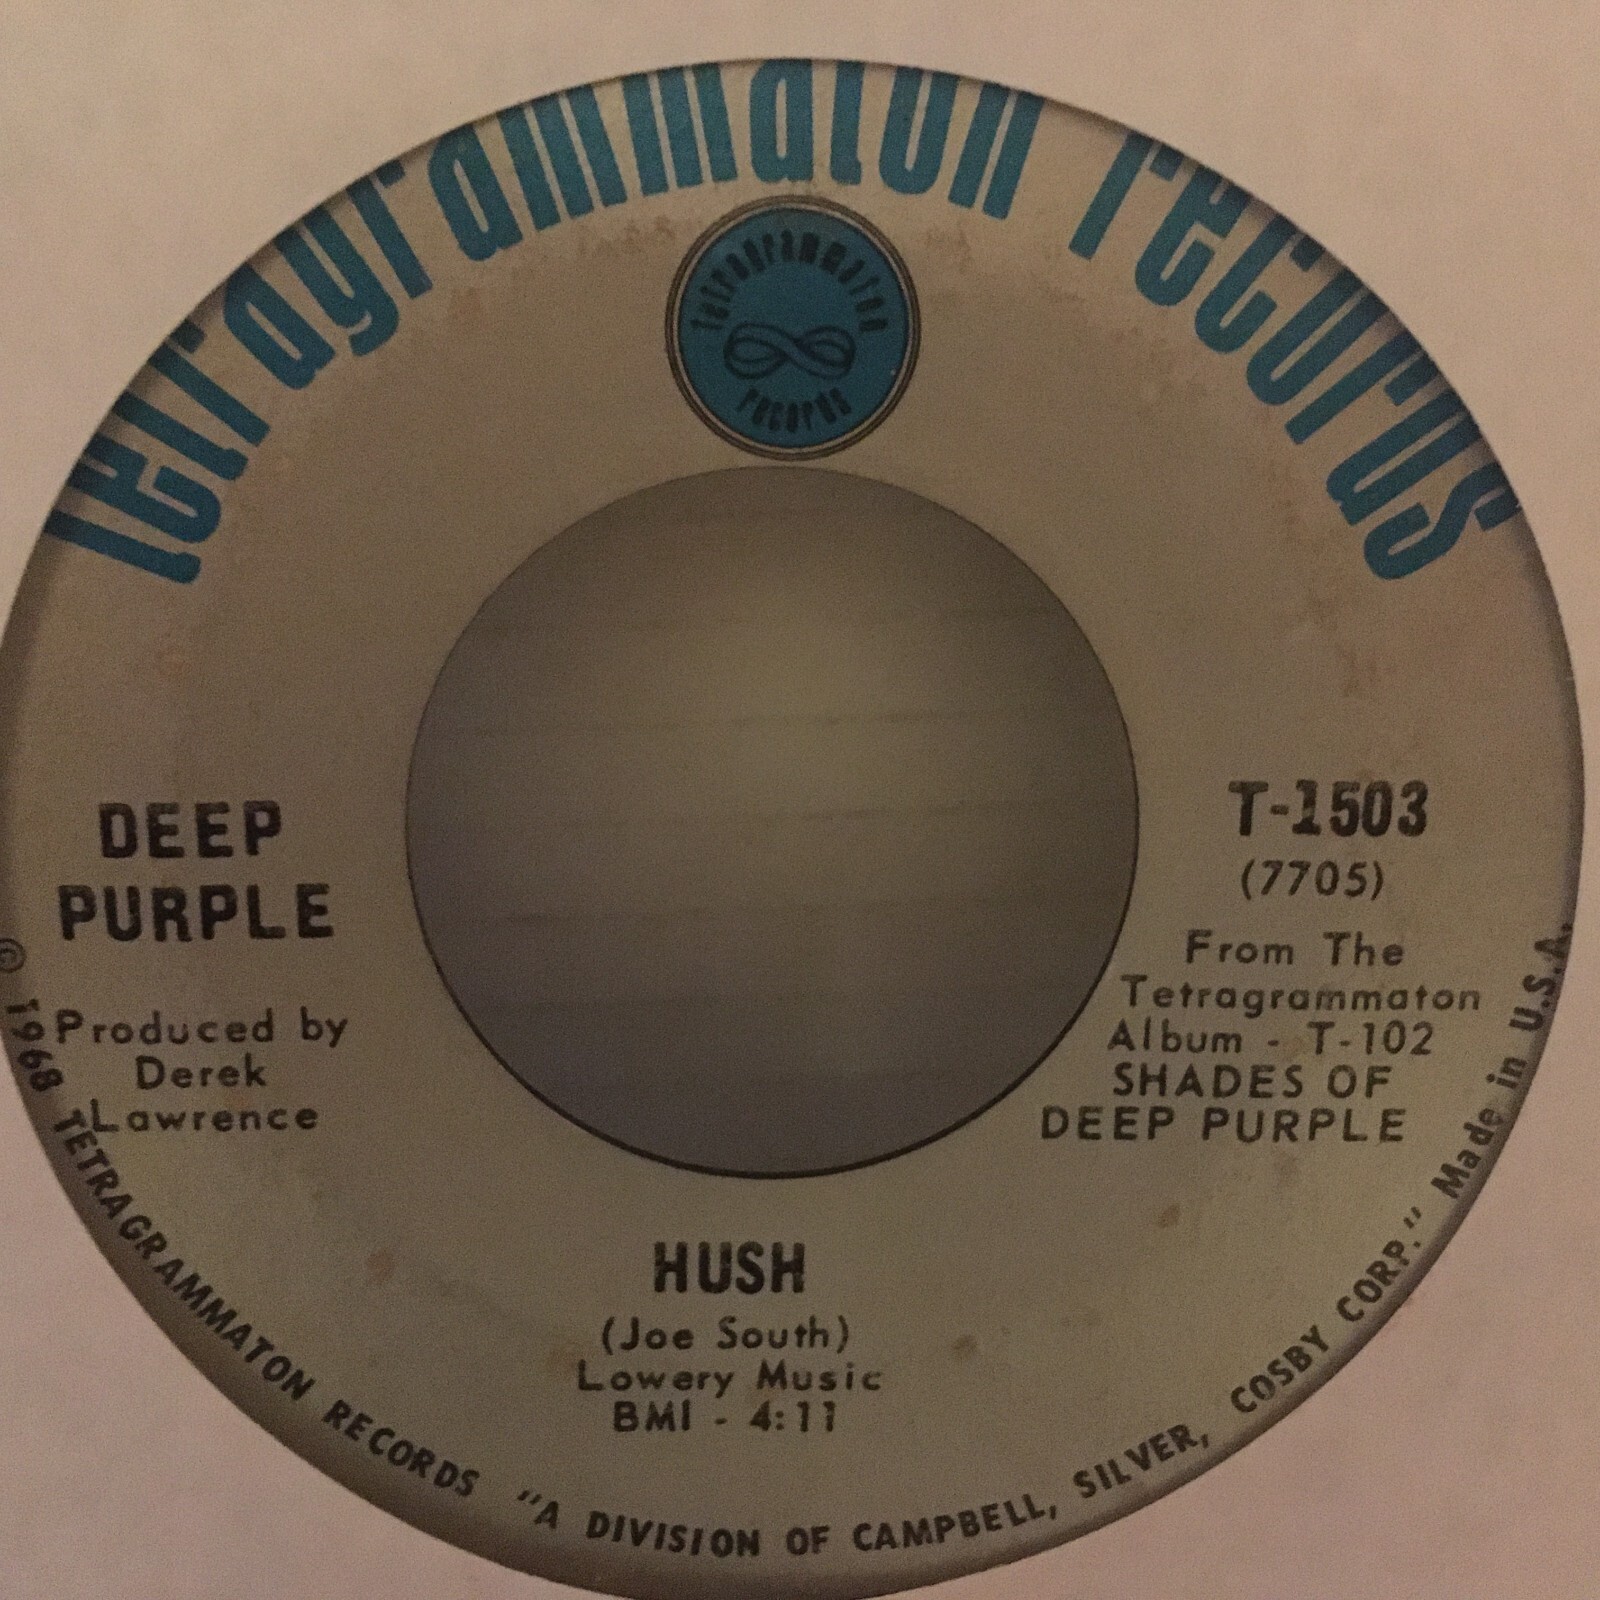 tetragrammaton records
tetragrammaton
records
DEEP
PURPLE
Produced by
Derek
Lawrence
T-1503
(7705)
From The
Tetragrammaton
Album - T-102
SHADES OF
DEEP PURPLE
HUSH
(Joe South)
Lowery Music
BMI - 4:11
© 1968 TETRAGRAMMATON RECORDS "A DIVISION OF CAMPBELL, SILVER, COSBY CORP." Made in U.S.A.